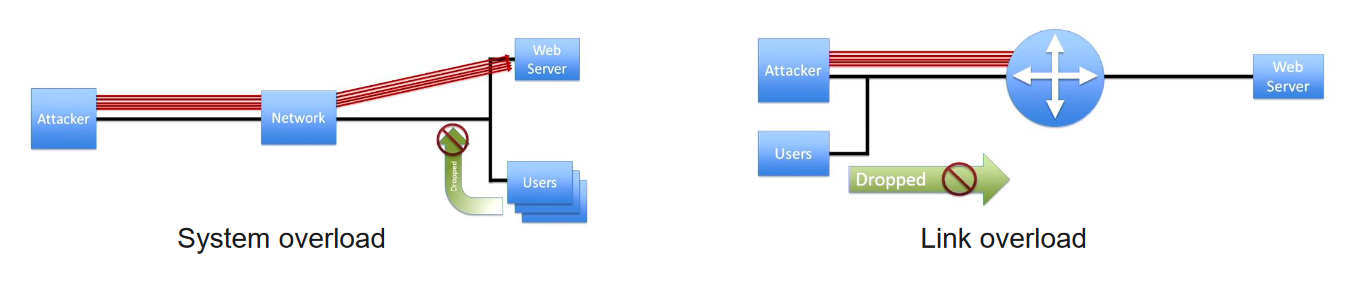 Web
Server
Attacker
Network
Dropped
Users
System overload
Attacker
Web
Server
Users
Dropped
Link overload